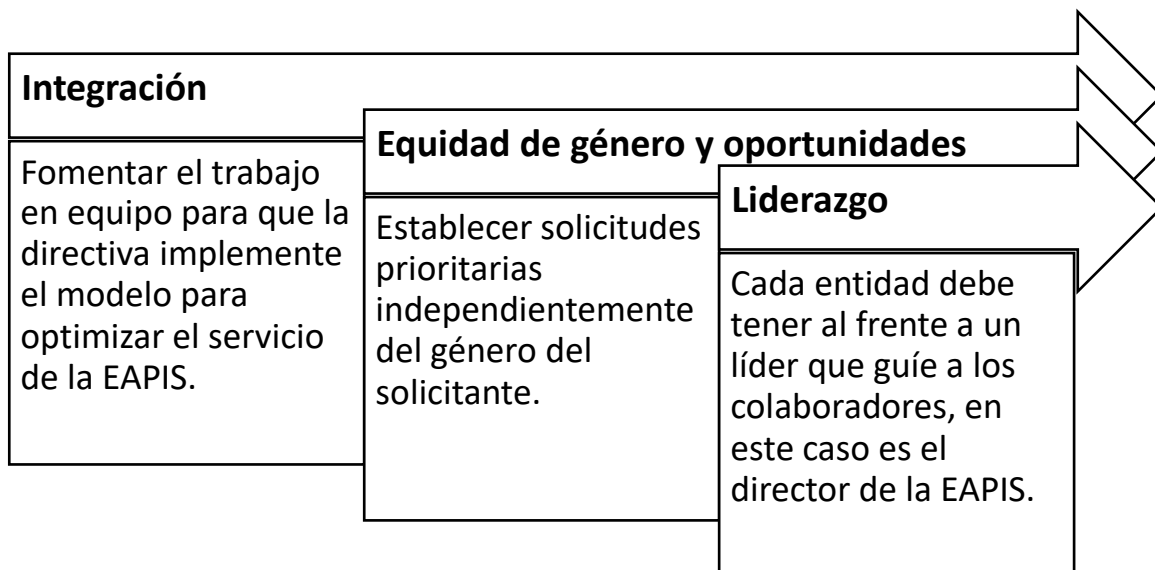 Integración
Fomentar el trabajo
en equipo para que la
directiva implemente
el modelo para
optimizar el servicio
de la EAPIS.
Equidad de género y oportunidades
Establecer solicitudes
prioritarias
independientemente
del género del
solicitante.
Liderazgo
Cada entidad debe
tener al frente a un
líder que guíe a los
colaboradores, en
este caso es el
director de la EAPIS.